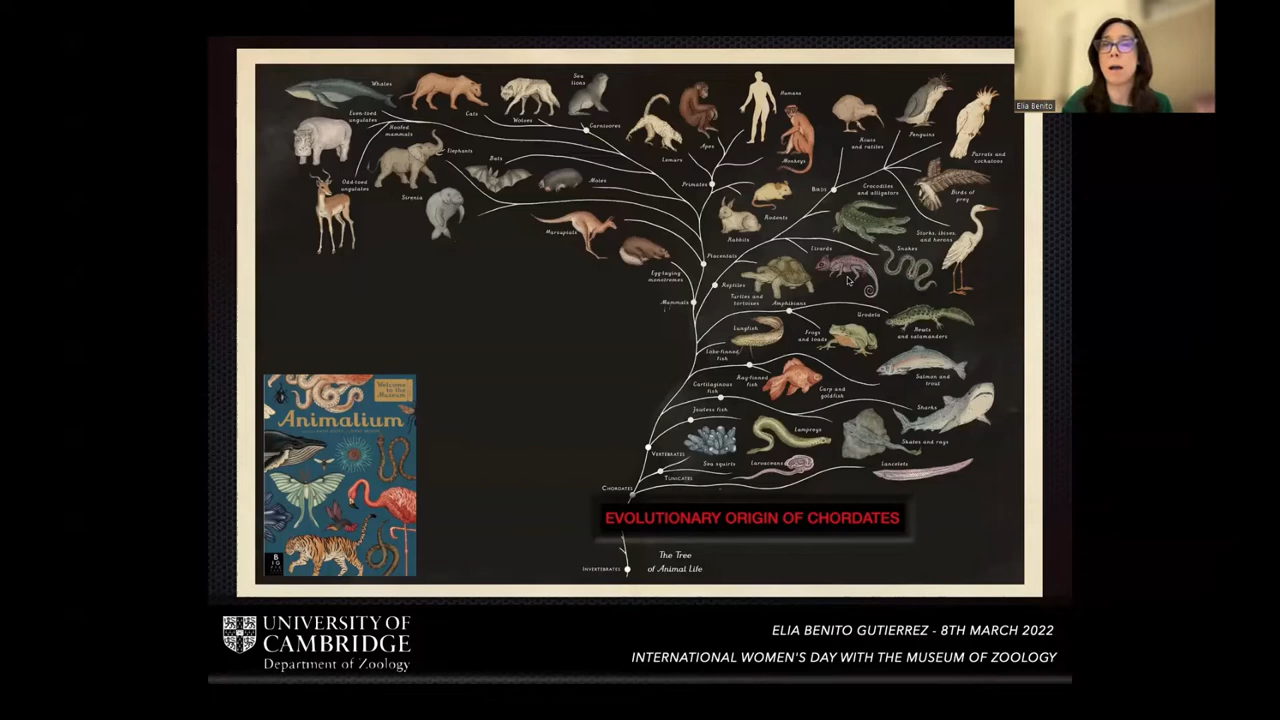 Elia Benito
Whales
Cats
Wolves
Sea
lions
Carnivores
Even-toed
ungulates
Hoofed
mammals
Elephants
Bats
Moles
Odd-toed
ungulates
Sirenia
Marsupials
Egg-laying
monotremes
Mammals
Placentals
Lemurs
Apes
Humans
Monkeys
Primates
Rodents
Rabbits
Kiwis
and ratites
Penguins
Parrots and
cockatoos
Birds of
prey
BIRDS
Crocodiles
and alligators
Storks, ibises,
and herons
Lizards
Snakes
Reptiles
Turtles and
tortoises
Amphibians
Urodela
Newts
and salamanders
Frogs
and toads
Lungfish
Lobe-finned
fish
Ray-finned
fish
Carp and
goldfish
Salmon and
trout
Cartilaginous
fish
Sharks
Skates and rays
Jawless fish
Lampreys
VERTEBRATES
Sea squirts
Larvaceans
Lancelets
TUNICATES
CHORDATES
EVOLUTIONARY ORIGIN OF CHORDATES
The Tree
of Animal Life
INVERTEBRATES
Welcome
to the
Museum
Animalium
B
I G
UNIVERSITY OF
CAMBRIDGE
Department of Zoology
ELIA BENITO GUTIERREZ - 8TH MARCH 2022
INTERNATIONAL WOMEN'S DAY WITH THE MUSEUM OF ZOOLOGY